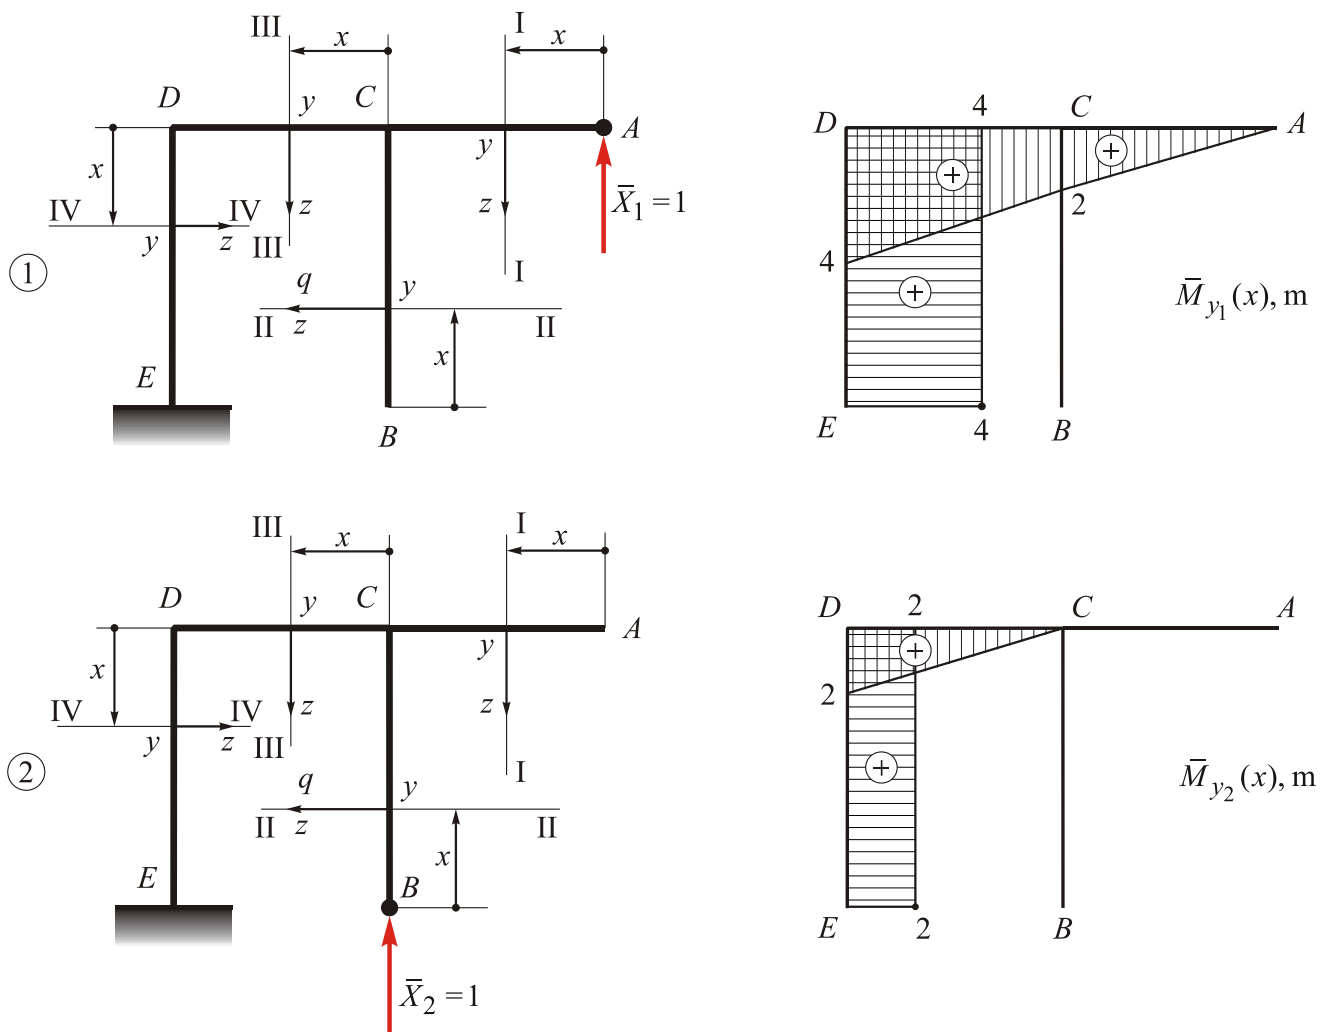 III
I
x
x
D
y
C
A
y
x
IV
IV
z
z
X̄₁ = 1
y
z
III
I
1
q
y
II
z
II
x
E
B
D
4
C
A
+
+
2
4
+
M̄y₁(x), m
E
4
B
III
I
x
x
D
y
C
A
y
x
IV
IV
z
z
y
z
III
I
2
q
y
II
z
II
x
E
B
X̄₂ = 1
D
2
C
A
+
2
+
M̄y₂(x), m
E
2
B